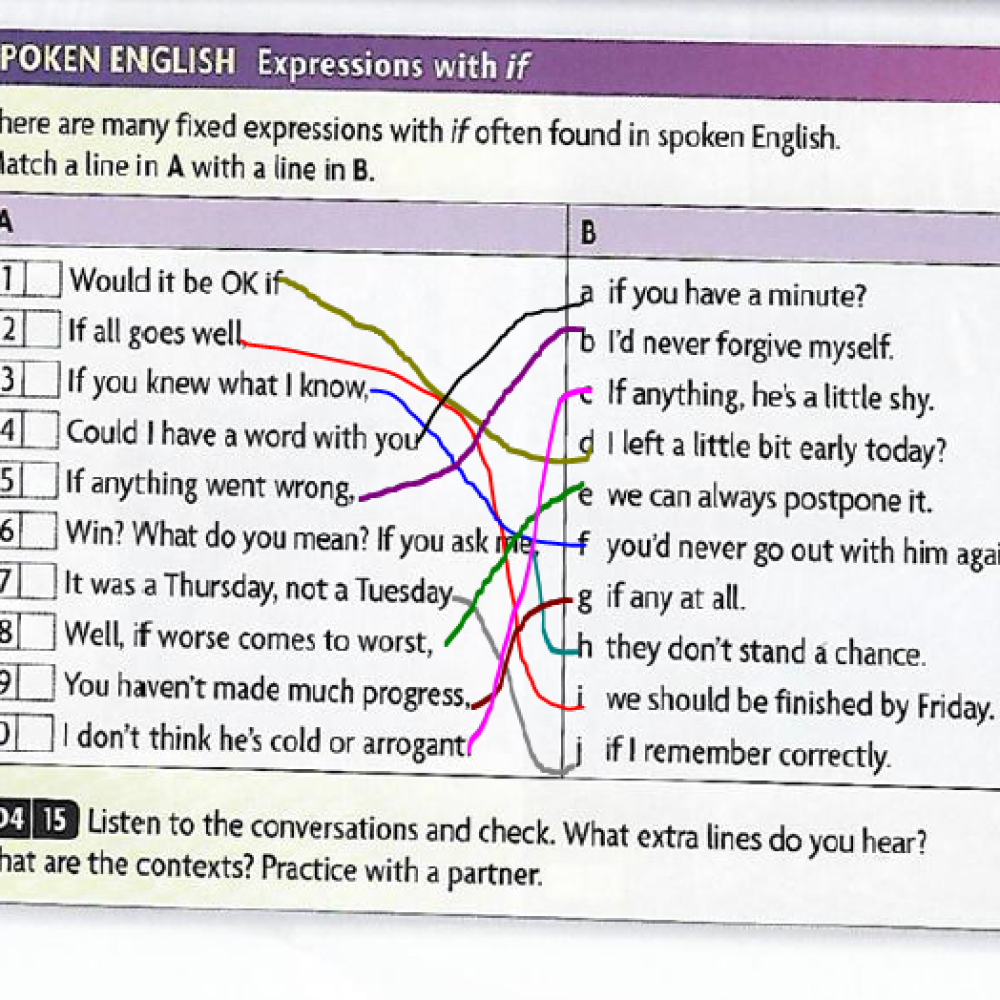 POKEN ENGLISH Expressions with if
here are many fixed expressions with if often found in spoken English.
latch a line in A with a line in B.
A B
1 Would it be OK if a if you have a minute?
2 If all goes well, b I'd never forgive myself.
3 If you knew what I know, c If anything, he's a little shy.
4 Could I have a word with you d I left a little bit early today?
5 If anything went wrong, e we can always postpone it.
6 Win? What do you mean? If you ask me, f you'd never go out with him agai
7 It was a Thursday, not a Tuesday g if any at all.
8 Well, if worse comes to worst, h they don't stand a chance.
9 You haven't made much progress, i we should be finished by Friday.
0 I don't think he's cold or arrogant. j if I remember correctly.
D4 15 Listen to the conversations and check. What extra lines do you hear?
hat are the contexts? Practice with a partner.